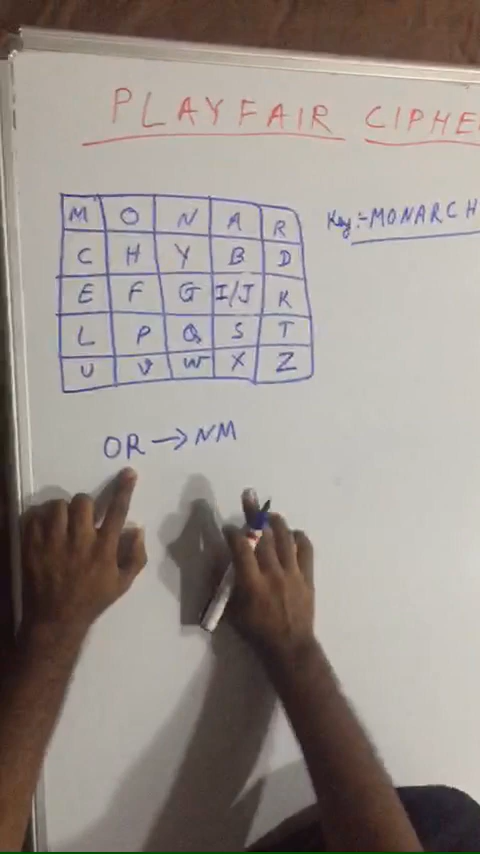 PLAYFAIR CIPHE
M O N A R
Key:-MONARCH
C H Y B D
E F G I/J K
L P Q S T
U V W X Z
OR → NM